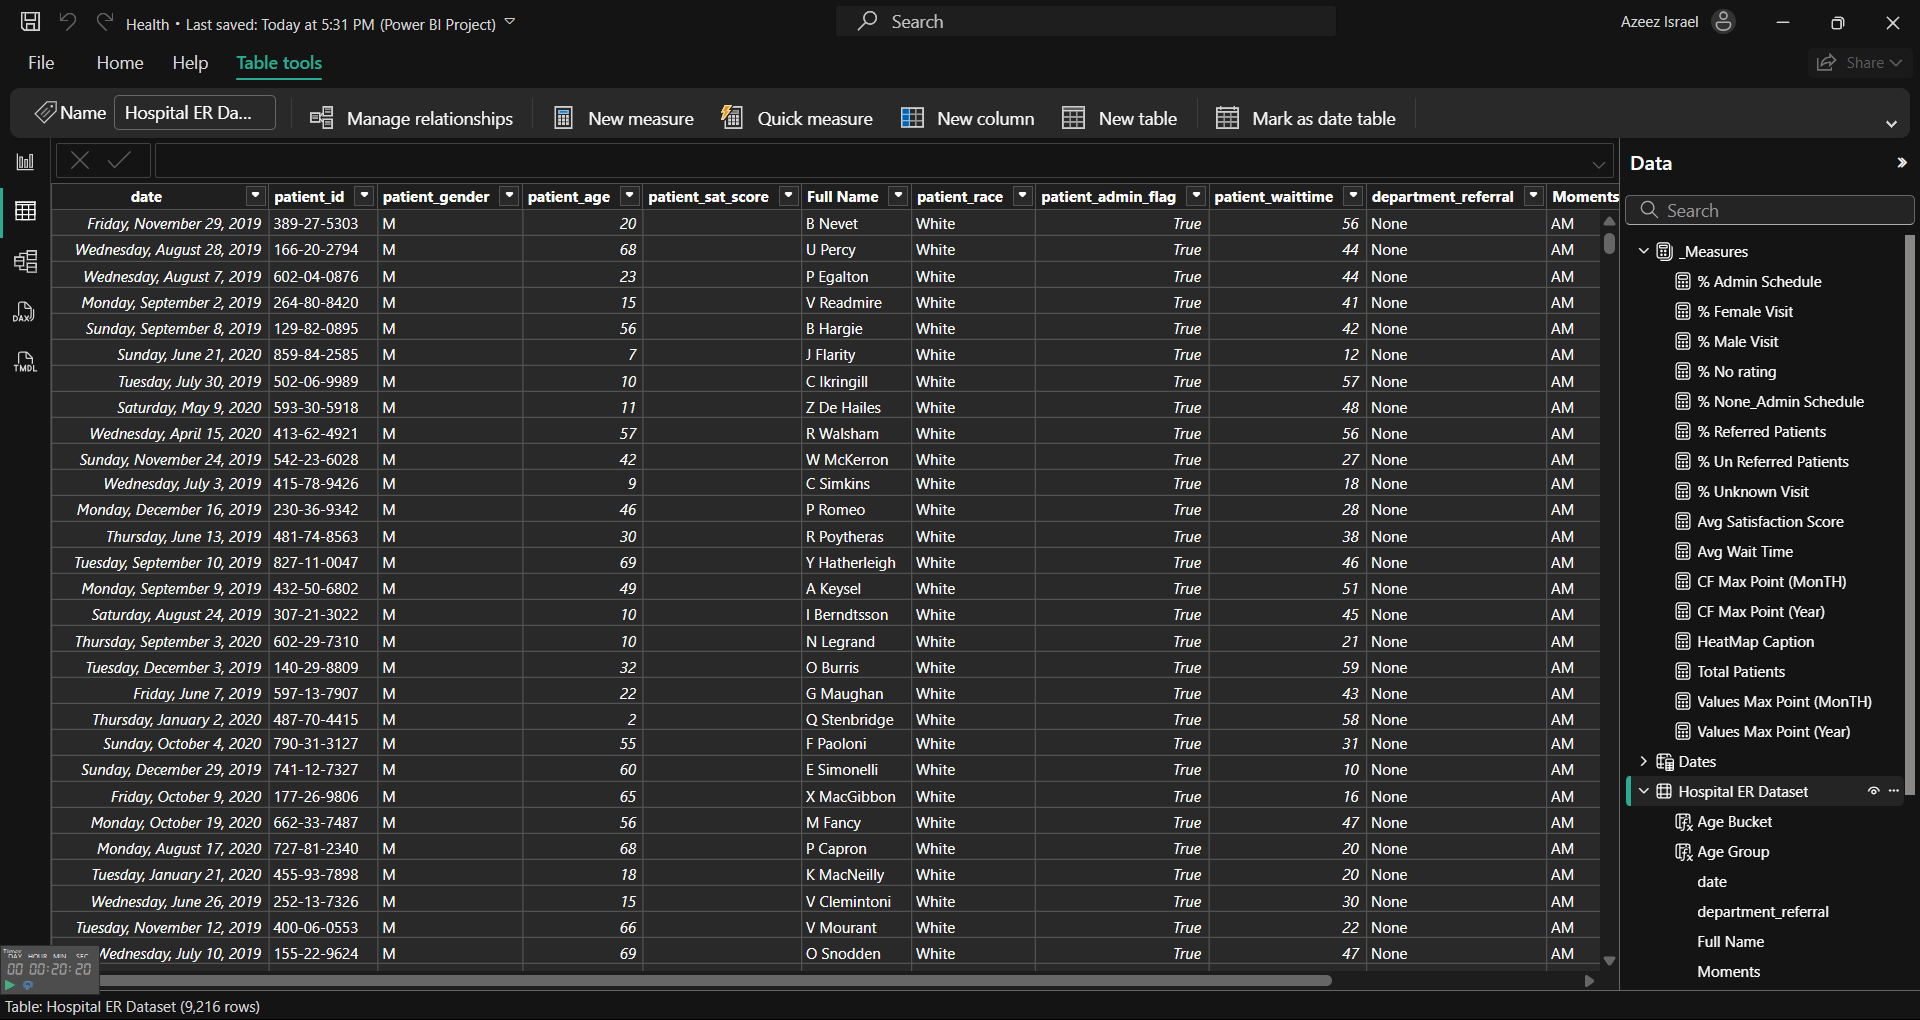 Health • Last saved: Today at 5:31 PM (Power BI Project)
Search
Azeez Israel
File Home Help Table tools
Share
Name Hospital ER Da... Manage relationships New measure Quick measure New column New table Mark as date table
date patient_id patient_gender patient_age patient_sat_score Full Name patient_race patient_admin_flag patient_waittime department_referral Moments
Friday, November 29, 2019 389-27-5303 M 20 B Nevet White True 56 None AM
Wednesday, August 28, 2019 166-20-2794 M 68 U Percy White True 44 None AM
Wednesday, August 7, 2019 602-04-0876 M 23 P Egalton White True 44 None AM
Monday, September 2, 2019 264-80-8420 M 15 V Readmire White True 41 None AM
Sunday, September 8, 2019 129-82-0895 M 56 B Hargie White True 42 None AM
Sunday, June 21, 2020 859-84-2585 M 7 J Flarity White True 12 None AM
Tuesday, July 30, 2019 502-06-9989 M 10 C Ikringill White True 57 None AM
Saturday, May 9, 2020 593-30-5918 M 11 Z De Hailes White True 48 None AM
Wednesday, April 15, 2020 413-62-4921 M 57 R Walsham White True 56 None AM
Sunday, November 24, 2019 542-23-6028 M 42 W McKerron White True 27 None AM
Wednesday, July 3, 2019 415-78-9426 M 9 C Simkins White True 18 None AM
Monday, December 16, 2019 230-36-9342 M 46 P Romeo White True 28 None AM
Thursday, June 13, 2019 481-74-8563 M 30 R Poytheras White True 38 None AM
Tuesday, September 10, 2019 827-11-0047 M 69 Y Hatherleigh White True 46 None AM
Monday, September 9, 2019 432-50-6802 M 49 A Keysel White True 51 None AM
Saturday, August 24, 2019 307-21-3022 M 10 I Berndtsson White True 45 None AM
Thursday, September 3, 2020 602-29-7310 M 10 N Legrand White True 21 None AM
Tuesday, December 3, 2019 140-29-8809 M 32 O Burris White True 59 None AM
Friday, June 7, 2019 597-13-7907 M 22 G Maughan White True 43 None AM
Thursday, January 2, 2020 487-70-4415 M 2 Q Stenbridge White True 58 None AM
Sunday, October 4, 2020 790-31-3127 M 55 F Paoloni White True 31 None AM
Sunday, December 29, 2019 741-12-7327 M 60 E Simonelli White True 10 None AM
Friday, October 9, 2020 177-26-9806 M 65 X MacGibbon White True 16 None AM
Monday, October 19, 2020 662-33-7487 M 56 M Fancy White True 47 None AM
Monday, August 17, 2020 727-81-2340 M 68 P Capron White True 20 None AM
Tuesday, January 21, 2020 455-93-7898 M 18 K MacNeilly White True 20 None AM
Wednesday, June 26, 2019 252-13-7326 M 15 V Clemintoni White True 30 None AM
Tuesday, November 12, 2019 400-06-0553 M 66 V Mourant White True 22 None AM
Wednesday, July 10, 2019 155-22-9624 M 69 O Snodden White True 47 None AM
DAX
TMDL
Timer
DAY HOUR MIN SEC
00 00:20:20
Data
Search
_Measures
% Admin Schedule
% Female Visit
% Male Visit
% No rating
% None_Admin Schedule
% Referred Patients
% Un Referred Patients
% Unknown Visit
Avg Satisfaction Score
Avg Wait Time
CF Max Point (MonTH)
CF Max Point (Year)
HeatMap Caption
Total Patients
Values Max Point (MonTH)
Values Max Point (Year)
Dates
Hospital ER Dataset
Age Bucket
Age Group
date
department_referral
Full Name
Moments
Table: Hospital ER Dataset (9,216 rows)